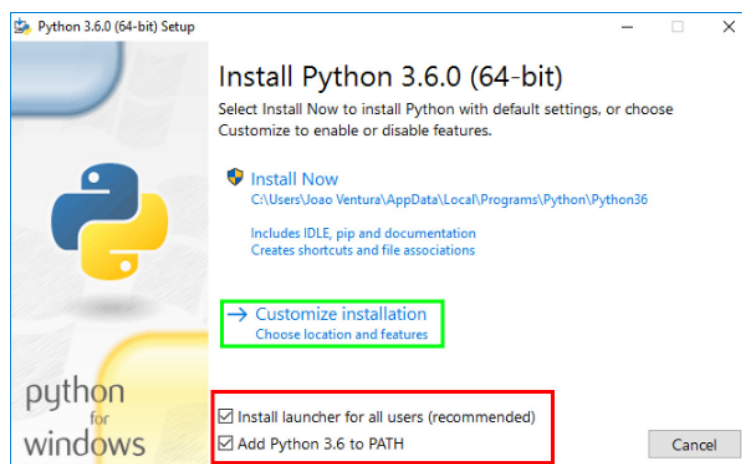 Python 3.6.0 (64-bit) Setup
Install Python 3.6.0 (64-bit)
Select Install Now to install Python with default settings, or choose
Customize to enable or disable features.
Install Now
C:\Users\Joao Ventura\AppData\Local\Programs\Python\Python36
Includes IDLE, pip and documentation
Creates shortcuts and file associations
Customize installation
Choose location and features
python
for
windows
Install launcher for all users (recommended)
Add Python 3.6 to PATH
Cancel